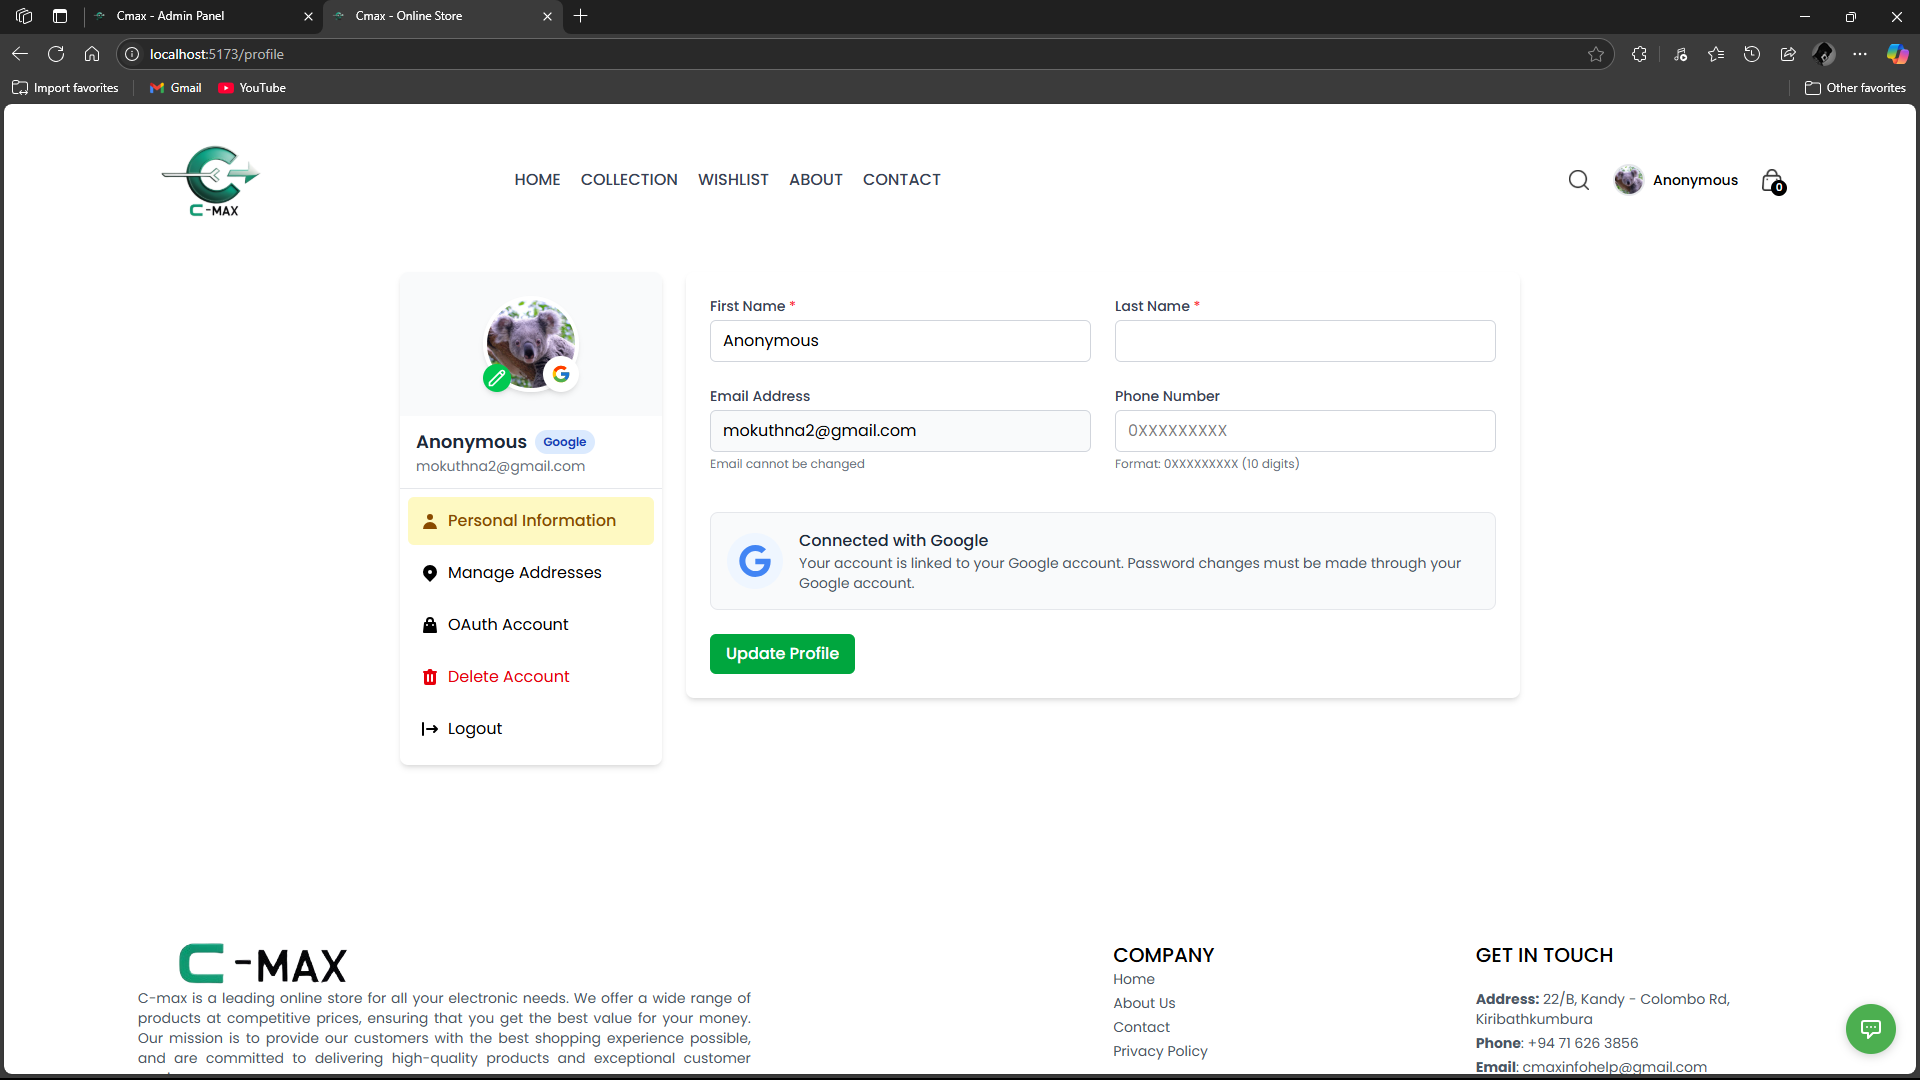 Cmax - Admin Panel
Cmax - Online Store
localhost:5173/profile
Import favorites
Gmail
YouTube
Other favorites
C-MAX
HOME
COLLECTION
WISHLIST
ABOUT
CONTACT
Anonymous
0
Anonymous
Google
mokuthna2@gmail.com
Personal Information
Manage Addresses
OAuth Account
Delete Account
Logout
First Name *
Anonymous
Last Name *
Email Address
mokuthna2@gmail.com
Email cannot be changed
Phone Number
0XXXXXXXXX
Format: 0XXXXXXXXX (10 digits)
Connected with Google
Your account is linked to your Google account. Password changes must be made through your
Google account.
Update Profile
C-MAX
C-max is a leading online store for all your electronic needs. We offer a wide range of
products at competitive prices, ensuring that you get the best value for your money.
Our mission is to provide our customers with the best shopping experience possible,
and are committed to delivering high-quality products and exceptional customer
COMPANY
Home
About Us
Contact
Privacy Policy
GET IN TOUCH
Address: 22/B, Kandy - Colombo Rd,
Kiribathkumbura
Phone: +94 71 626 3856
Email: cmaxinfohelp@gmail.com